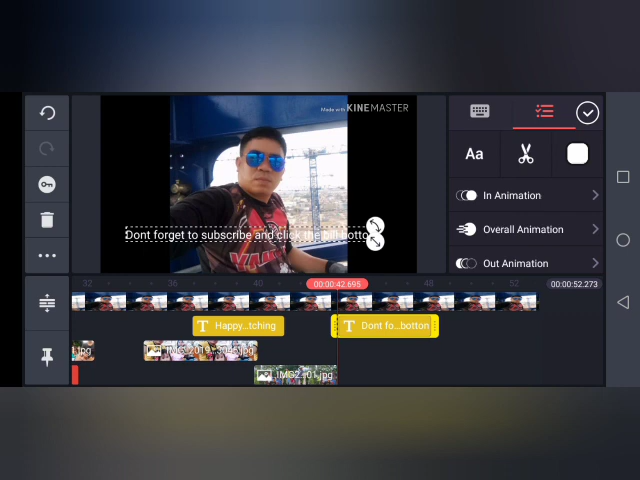 Made with KINEMASTER
Dont forget to subscribe and click the bill botto
Aa
In Animation
Overall Animation
Out Animation
32
36
40
00:00:42.695
48
52
00:00:52.273
Happy...tching
Dont fo...botton
.jpg
IMG2...01.jpg